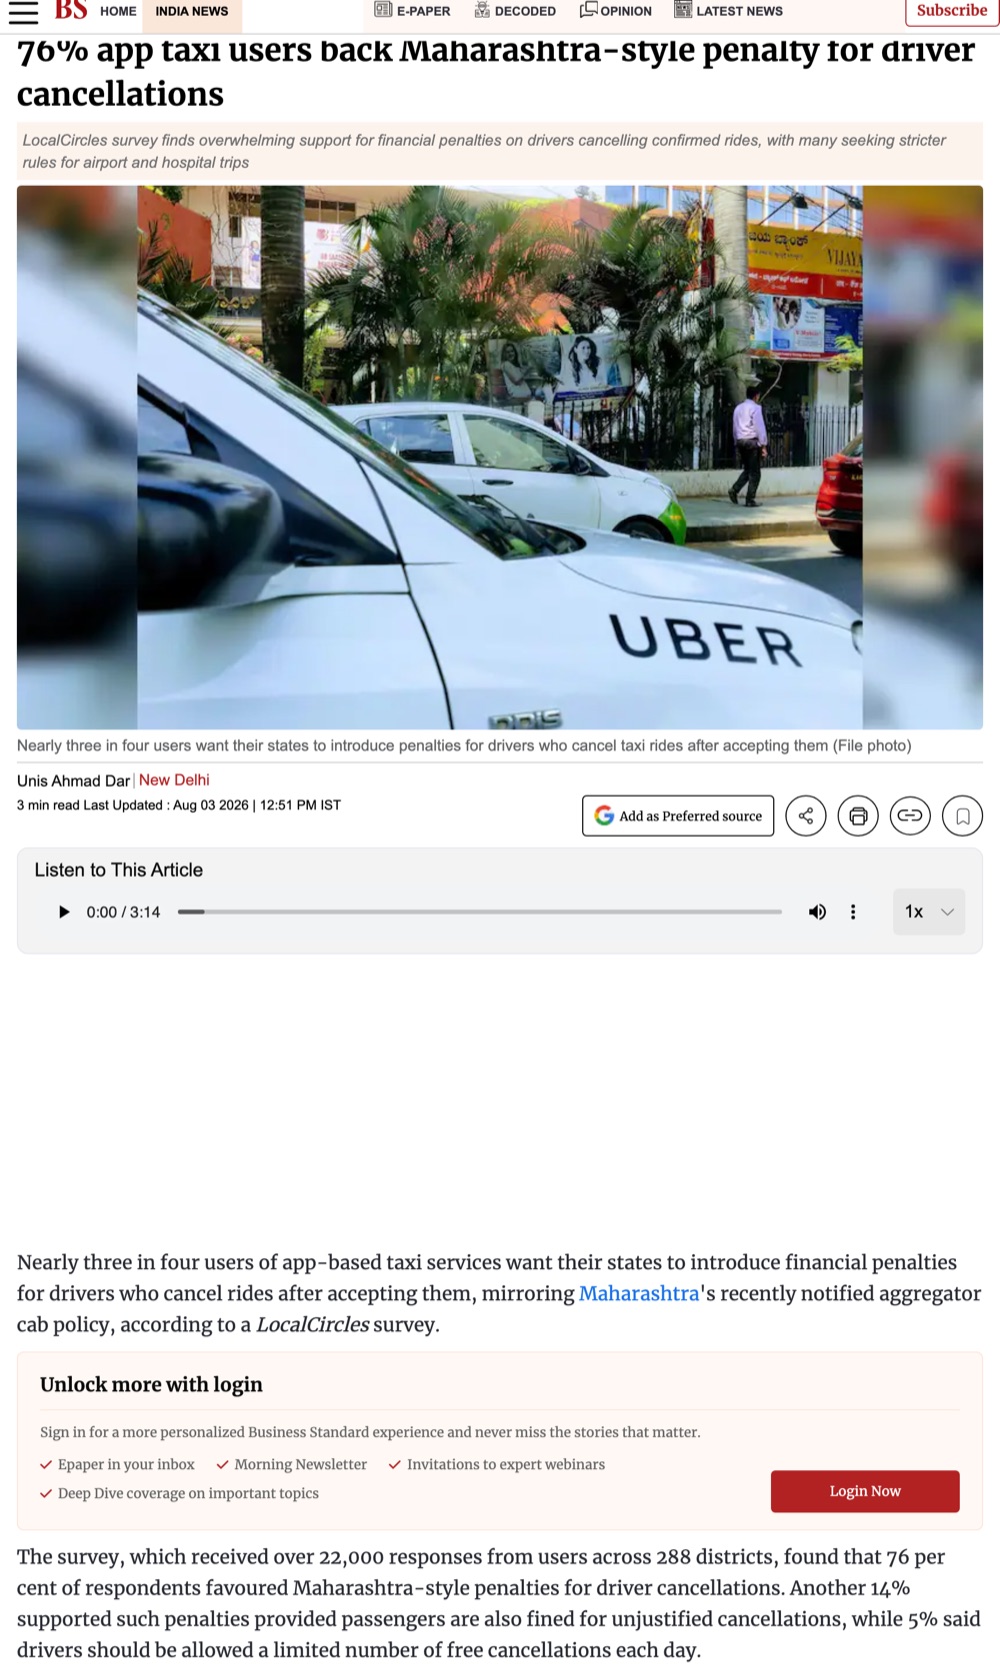 BS HOME INDIA NEWS E-PAPER DECODED OPINION LATEST NEWS Subscribe
76% app taxi users back Maharashtra-style penalty for driver
cancellations
LocalCircles survey finds overwhelming support for financial penalties on drivers cancelling confirmed rides, with many seeking stricter
rules for airport and hospital trips
VIJAYA
UBER
Nearly three in four users want their states to introduce penalties for drivers who cancel taxi rides after accepting them (File photo)
Unis Ahmad Dar | New Delhi
3 min read Last Updated : Aug 03 2026 | 12:51 PM IST
Add as Preferred source
Listen to This Article
0:00 / 3:14 1x
Nearly three in four users of app-based taxi services want their states to introduce financial penalties
for drivers who cancel rides after accepting them, mirroring Maharashtra's recently notified aggregator
cab policy, according to a LocalCircles survey.
Unlock more with login
Sign in for a more personalized Business Standard experience and never miss the stories that matter.
Epaper in your inbox Morning Newsletter Invitations to expert webinars
Deep Dive coverage on important topics
Login Now
The survey, which received over 22,000 responses from users across 288 districts, found that 76 per
cent of respondents favoured Maharashtra-style penalties for driver cancellations. Another 14%
supported such penalties provided passengers are also fined for unjustified cancellations, while 5% said
drivers should be allowed a limited number of free cancellations each day.